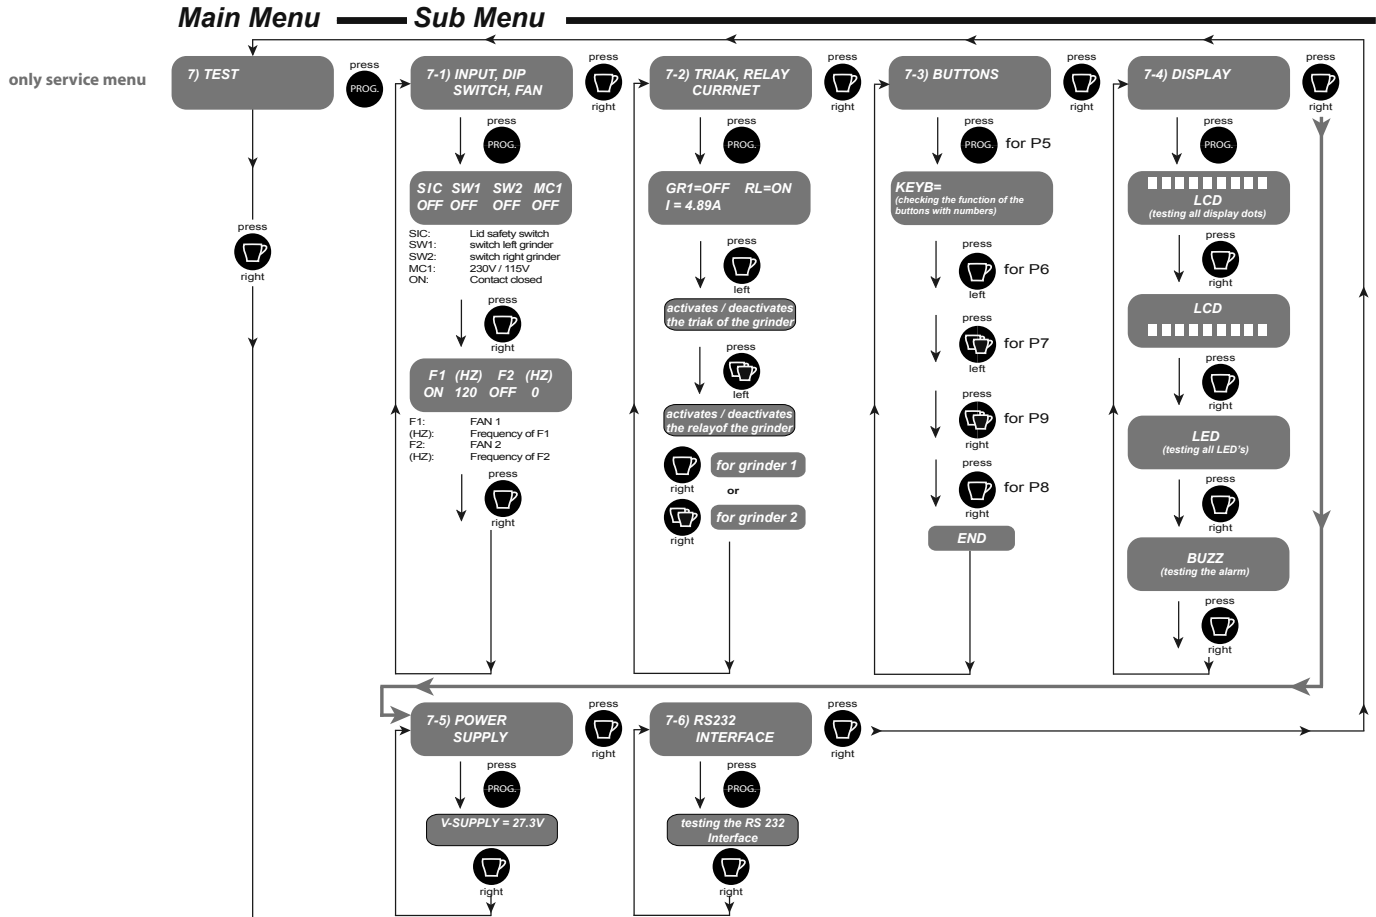 Main Menu
Sub Menu
only service menu
7) TEST
press
PROG.
press
right
7-1) INPUT, DIP
SWITCH, FAN
press
right
press
PROG.
SIC SW1 SW2 MC1
OFF OFF OFF OFF
SIC: Lid safety switch
SW1: switch left grinder
SW2: switch right grinder
MC1: 230V / 115V
ON: Contact closed
press
right
F1 (HZ) F2 (HZ)
ON 120 OFF 0
F1: FAN 1
(HZ): Frequency of F1
F2: FAN 2
(HZ): Frequency of F2
press
right
7-2) TRIAK, RELAY
CURRNET
press
right
press
PROG.
GR1=OFF RL=ON
I = 4.89A
press
left
activates / deactivates
the triak of the grinder
press
left
activates / deactivates
the relayof the grinder
right
for grinder 1
or
right
for grinder 2
7-3) BUTTONS
press
right
press
PROG.
for P5
KEYB=
(checking the function of the
buttons with numbers)
press
left
for P6
press
left
for P7
press
right
for P9
press
right
for P8
END
7-4) DISPLAY
press
right
press
PROG.
LCD
(testing all display dots)
press
right
LCD
press
right
LED
(testing all LED's)
press
right
BUZZ
(testing the alarm)
press
right
7-5) POWER
SUPPLY
press
right
press
PROG.
V-SUPPLY = 27.3V
press
right
7-6) RS232
INTERFACE
press
right
press
PROG.
testing the RS 232
Interface
press
right